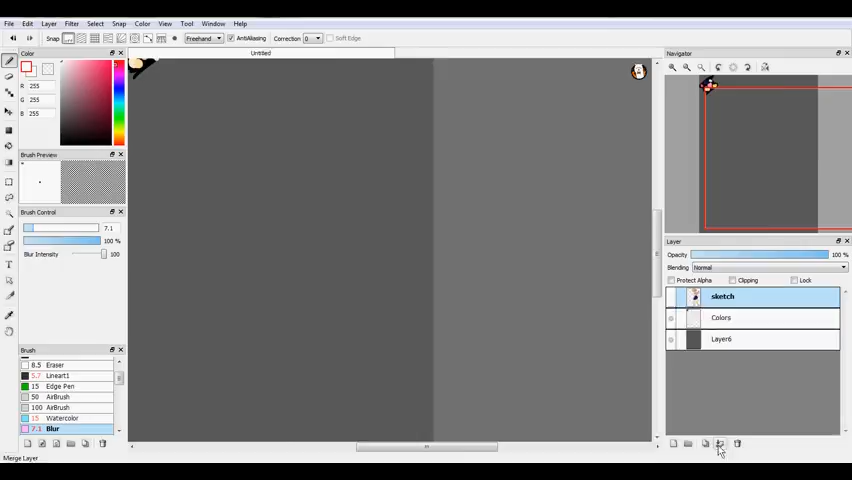 File Edit Layer Filter Select Snap Color View Tool Window Help
Snap Freehand AntiAliasing Correction 0 Soft Edge
Untitled
Color
R 255
G 255
B 255
Brush Preview
Brush Control
7.1
100 %
Blur Intensity 100
Brush
8.5 Eraser
5.7 Lineart1
15 Edge Pen
50 AirBrush
100 AirBrush
15 Watercolor
7.1 Blur
Merge Layer
Navigator
Layer
Opacity 100 %
Blending Normal
Protect Alpha Clipping Lock
sketch
Colors
Layer6